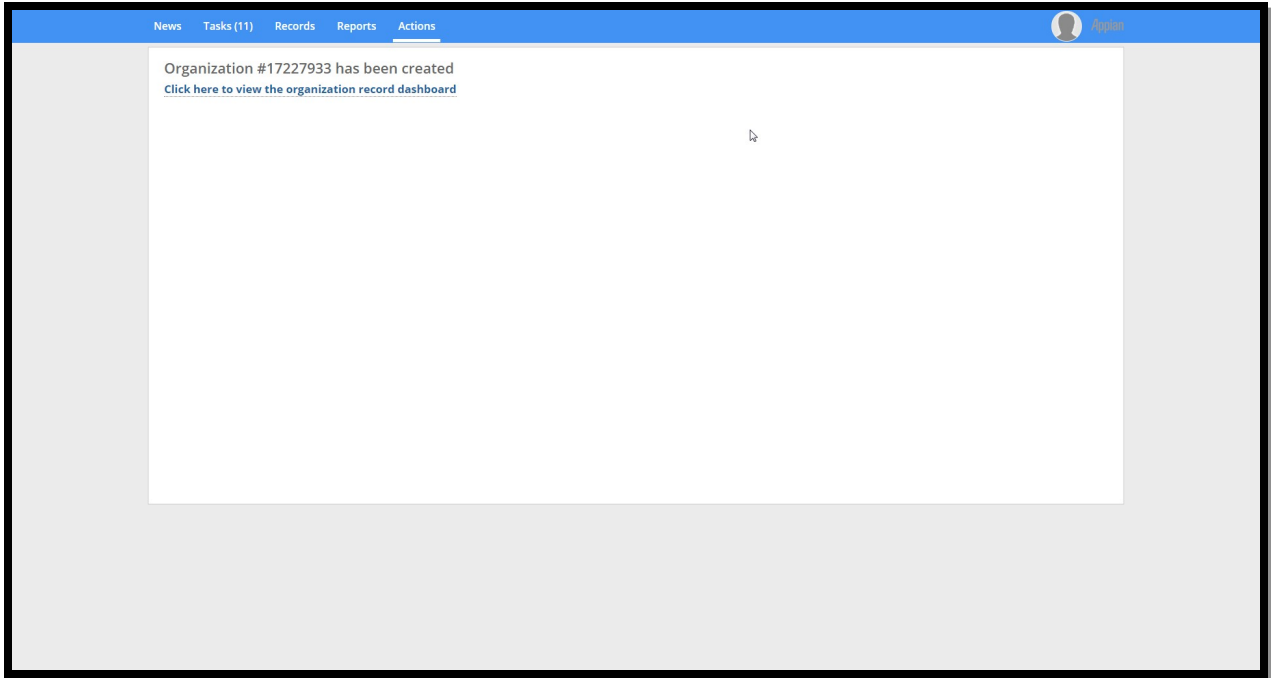 News Tasks (11) Records Reports Actions Appian
Organization #17227933 has been created
Click here to view the organization record dashboard